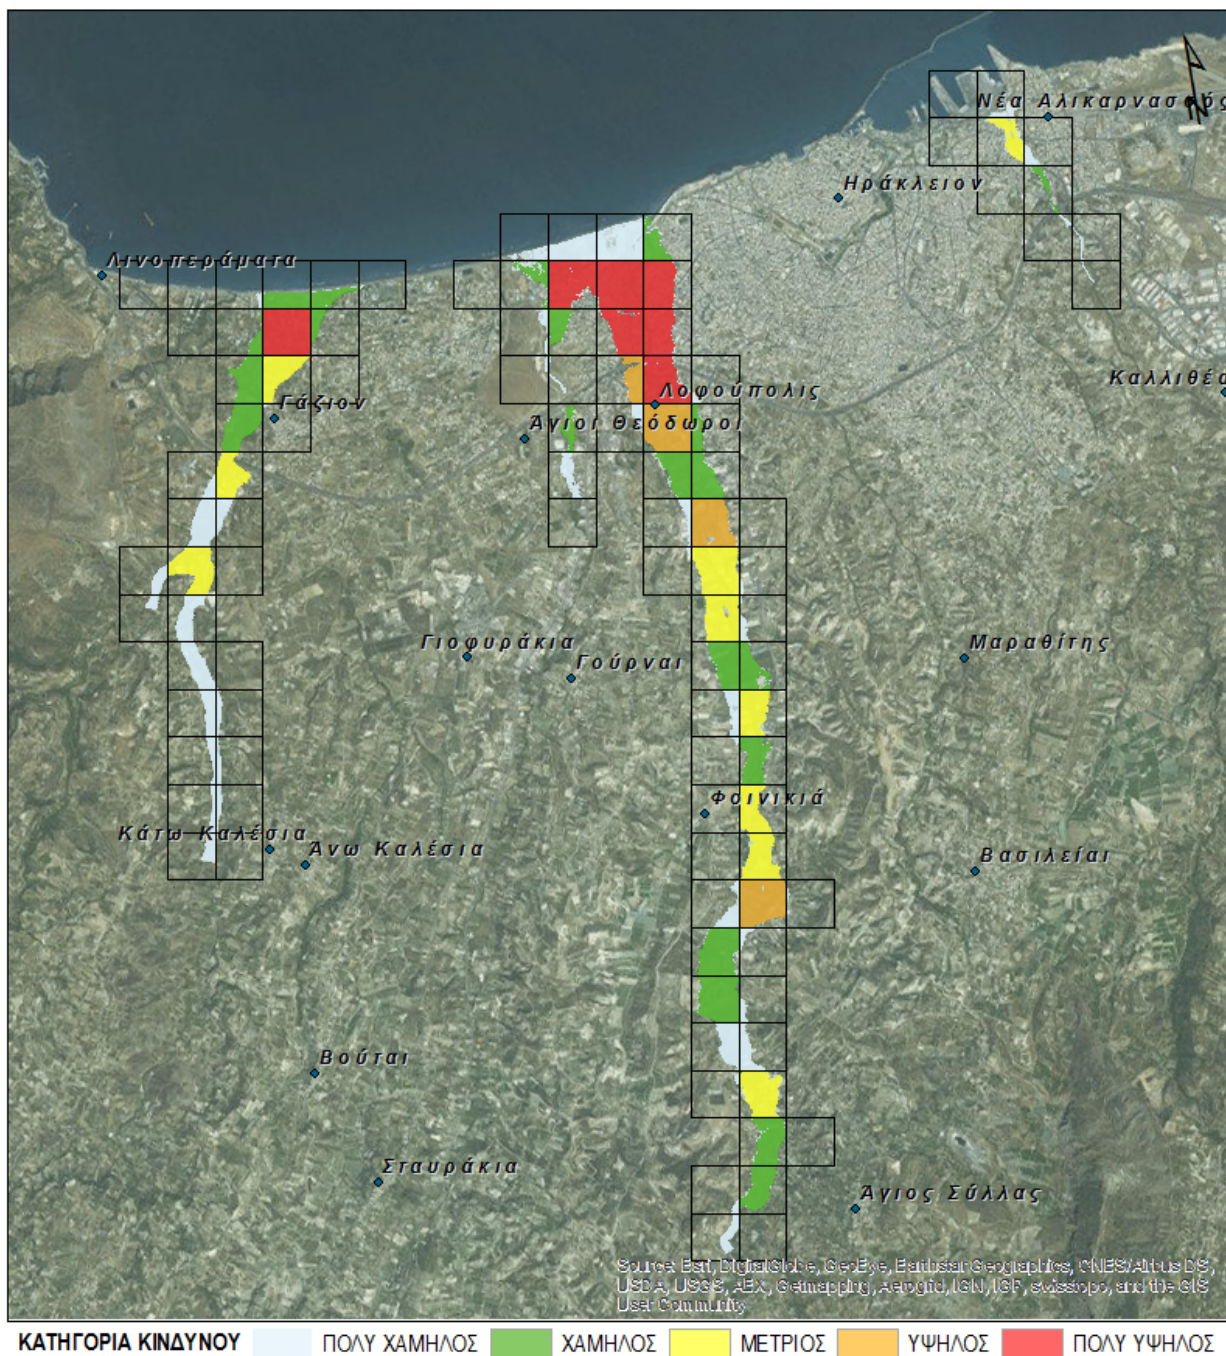 Νέα Αλικαρνασσός
Ηράκλειον
Λινοπεράματα
Καλλιθέα
Λοφούπολις
Γάζιον
Άγιοι Θεόδωροι
Γιοφυράκια
Γούρναι
Μαραθίτης
Φοινικιά
Κάτω Καλέσια
Άνω Καλέσια
Βασιλείαι
Βούται
Σταυράκια
Άγιος Σύλλας
Source: Esri, DigitalGlobe, GeoEye, Earthstar Geographics, CNES/Airbus DS,
USDA, USGS, AEX, Getmapping, Aerogrid, IGN, IGP, swisstopo, and the GIS
User Community
ΚΑΤΗΓΟΡΙΑ ΚΙΝΔΥΝΟΥ ΠΟΛΥ ΧΑΜΗΛΟΣ ΧΑΜΗΛΟΣ ΜΕΤΡΙΟΣ ΥΨΗΛΟΣ ΠΟΛΥ ΥΨΗΛΟΣ